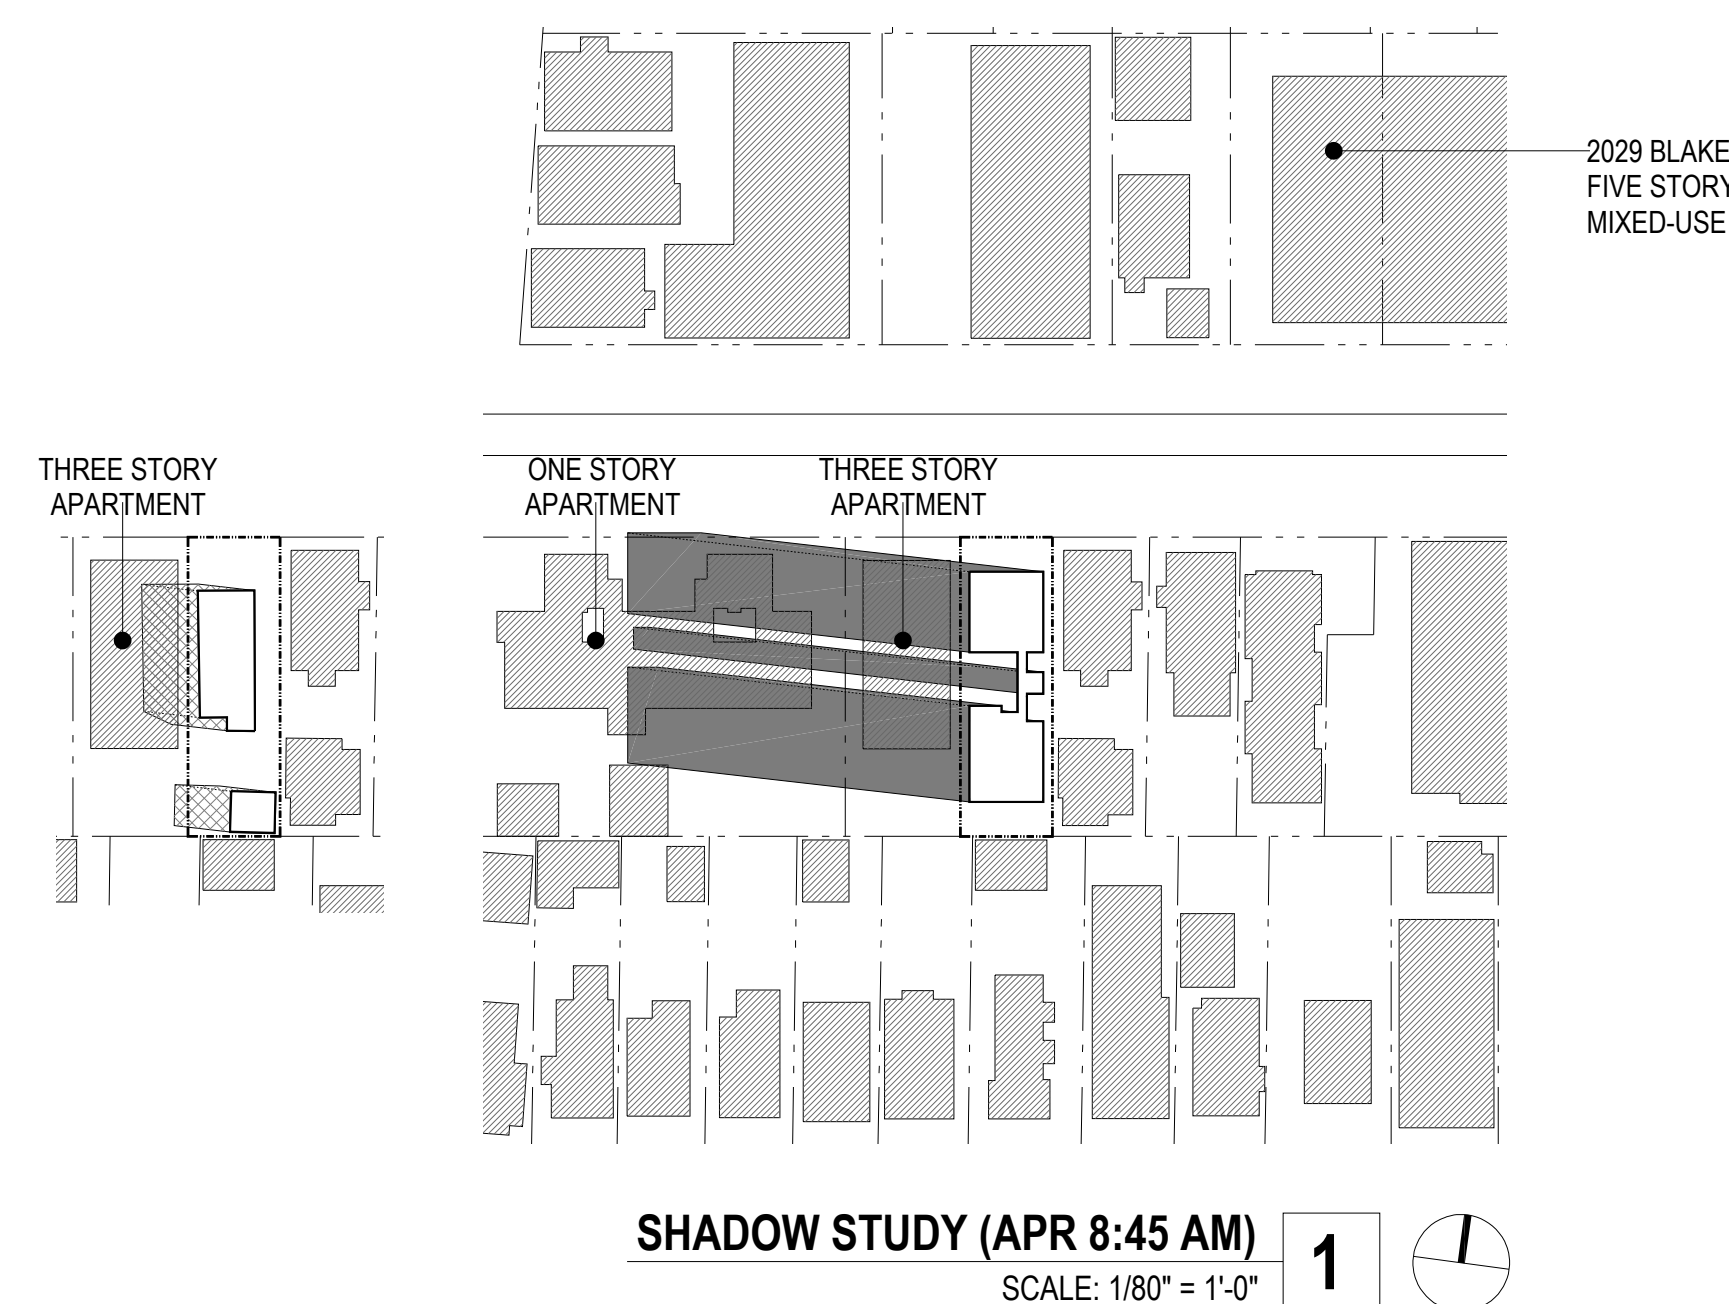 2029 BLAKE
FIVE STORY
MIXED-USE
THREE STORY
APARTMENT
ONE STORY
APARTMENT
THREE STORY
APARTMENT
SHADOW STUDY (APR 8:45 AM)
1
SCALE: 1/80" = 1'-0"